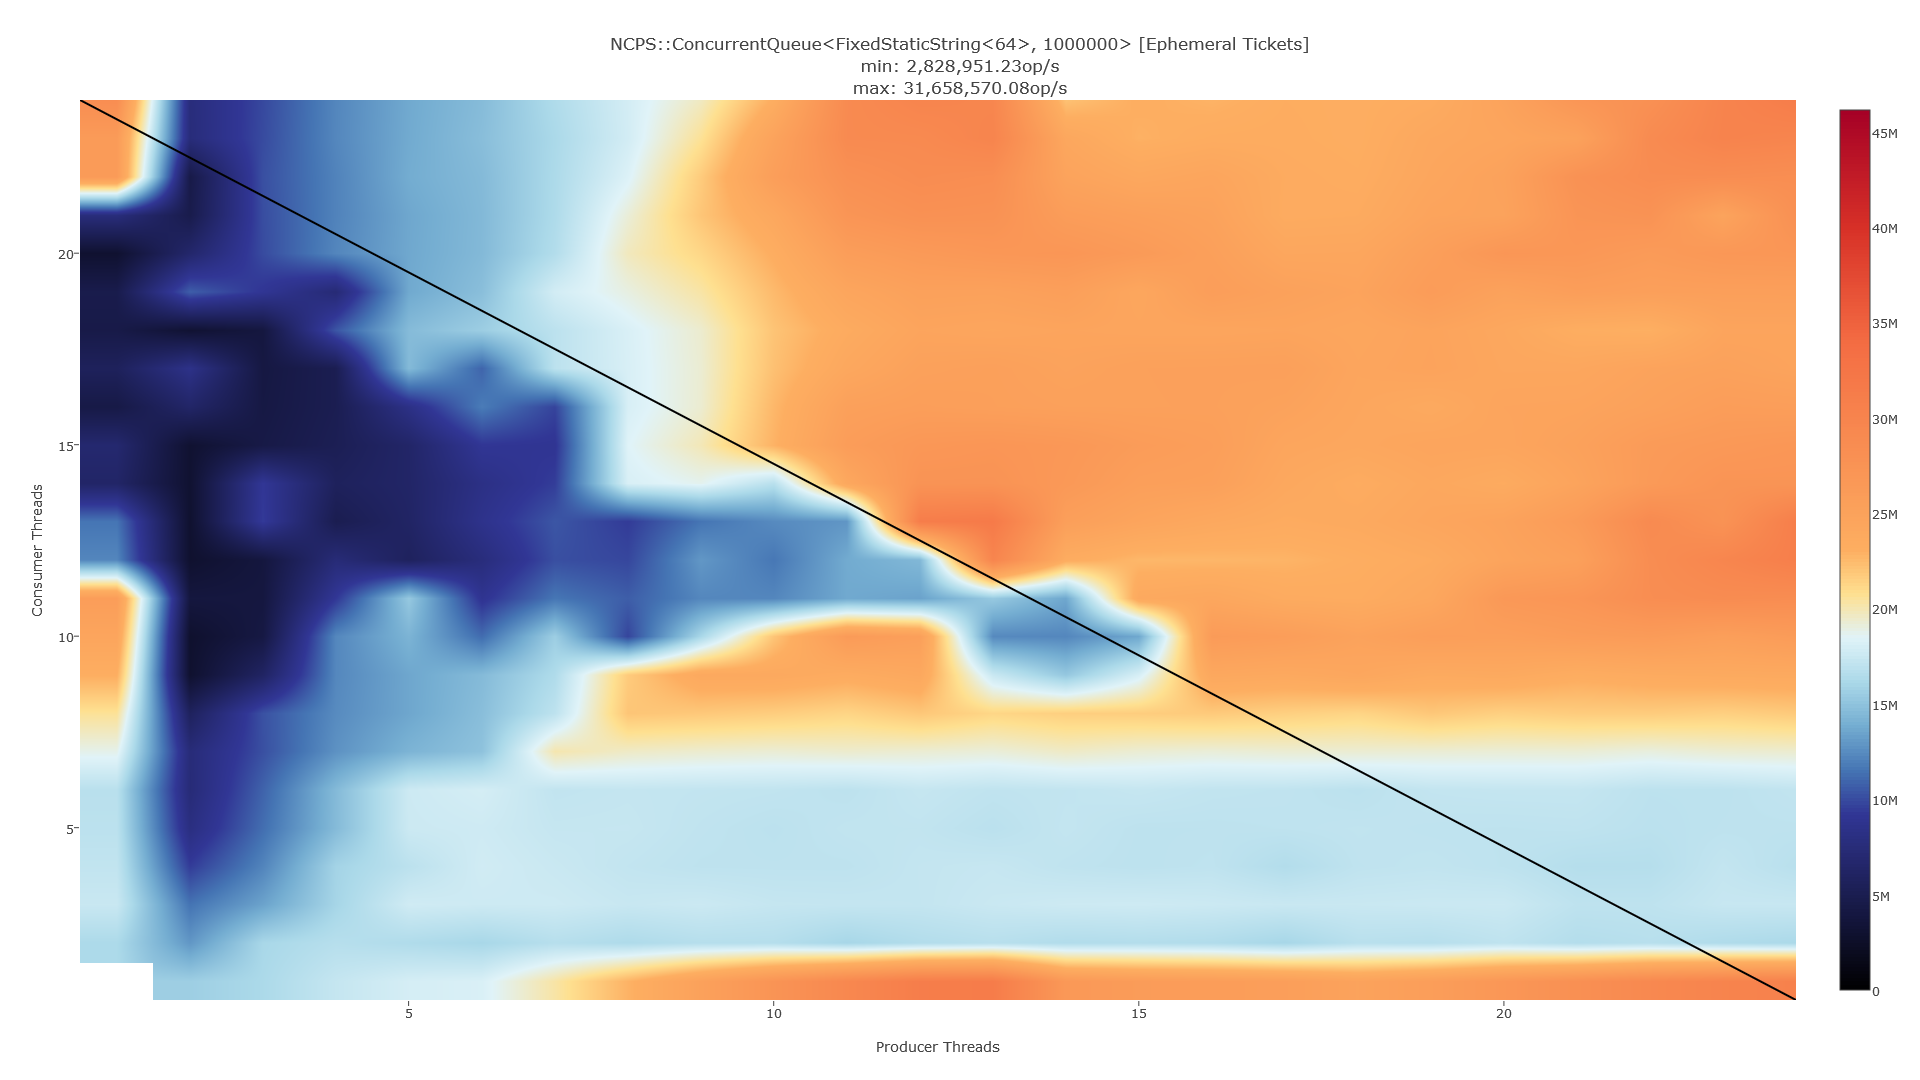 NCPS::ConcurrentQueue<FixedStaticString<64>, 1000000> [Ephemeral Tickets]
min: 2,828,951.23op/s
max: 31,658,570.08op/s
45M
40M
35M
30M
25M
20M
15M
10M
5M
0
20
15
10
5
Consumer Threads
5
10
15
20
Producer Threads